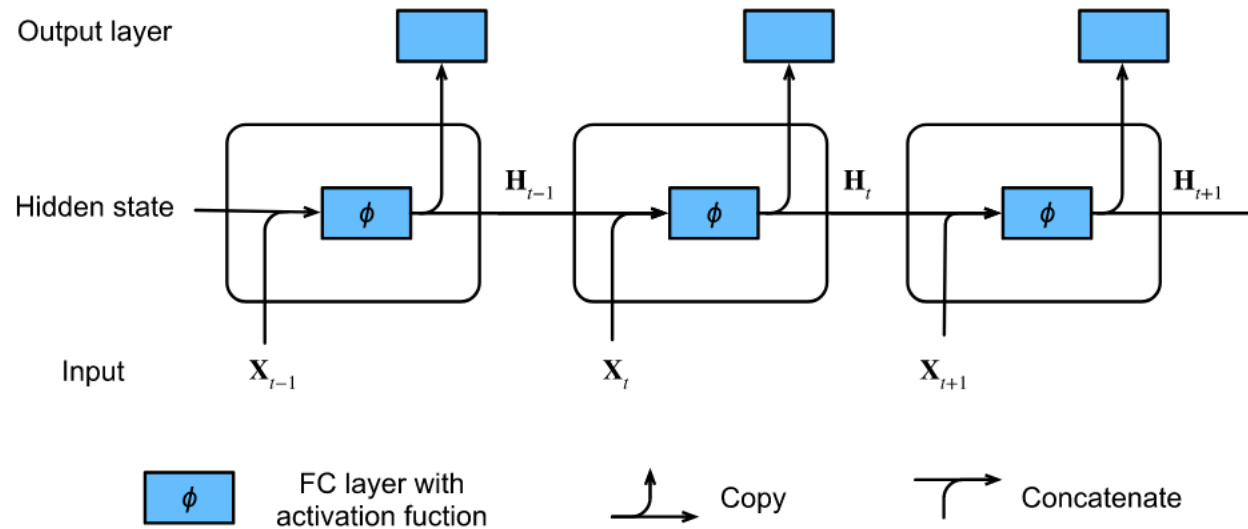 Output layer
Hidden state
ϕ
H_{t−1}
ϕ
H_t
ϕ
H_{t+1}
Input
X_{t−1}
X_t
X_{t+1}
ϕ
FC layer with
activation fuction
Copy
Concatenate